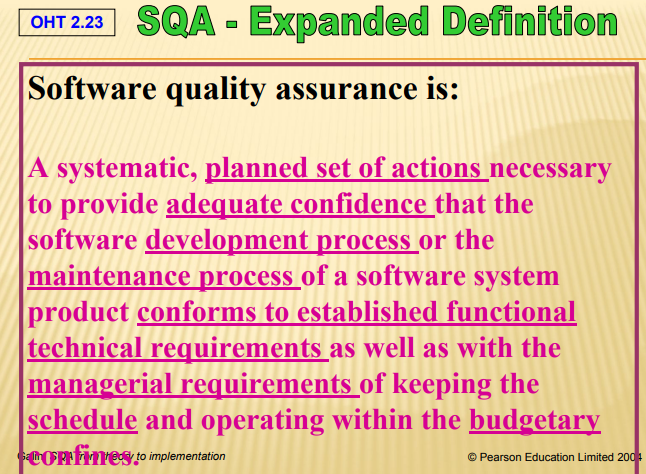 OHT 2.23
SQA - Expanded Definition
Software quality assurance is:
A systematic, planned set of actions necessary
to provide adequate confidence that the
software development process or the
maintenance process of a software system
product conforms to established functional
technical requirements as well as with the
managerial requirements of keeping the
schedule and operating within the budgetary
confines.
Galin, SQA from theory to implementation
© Pearson Education Limited 2004